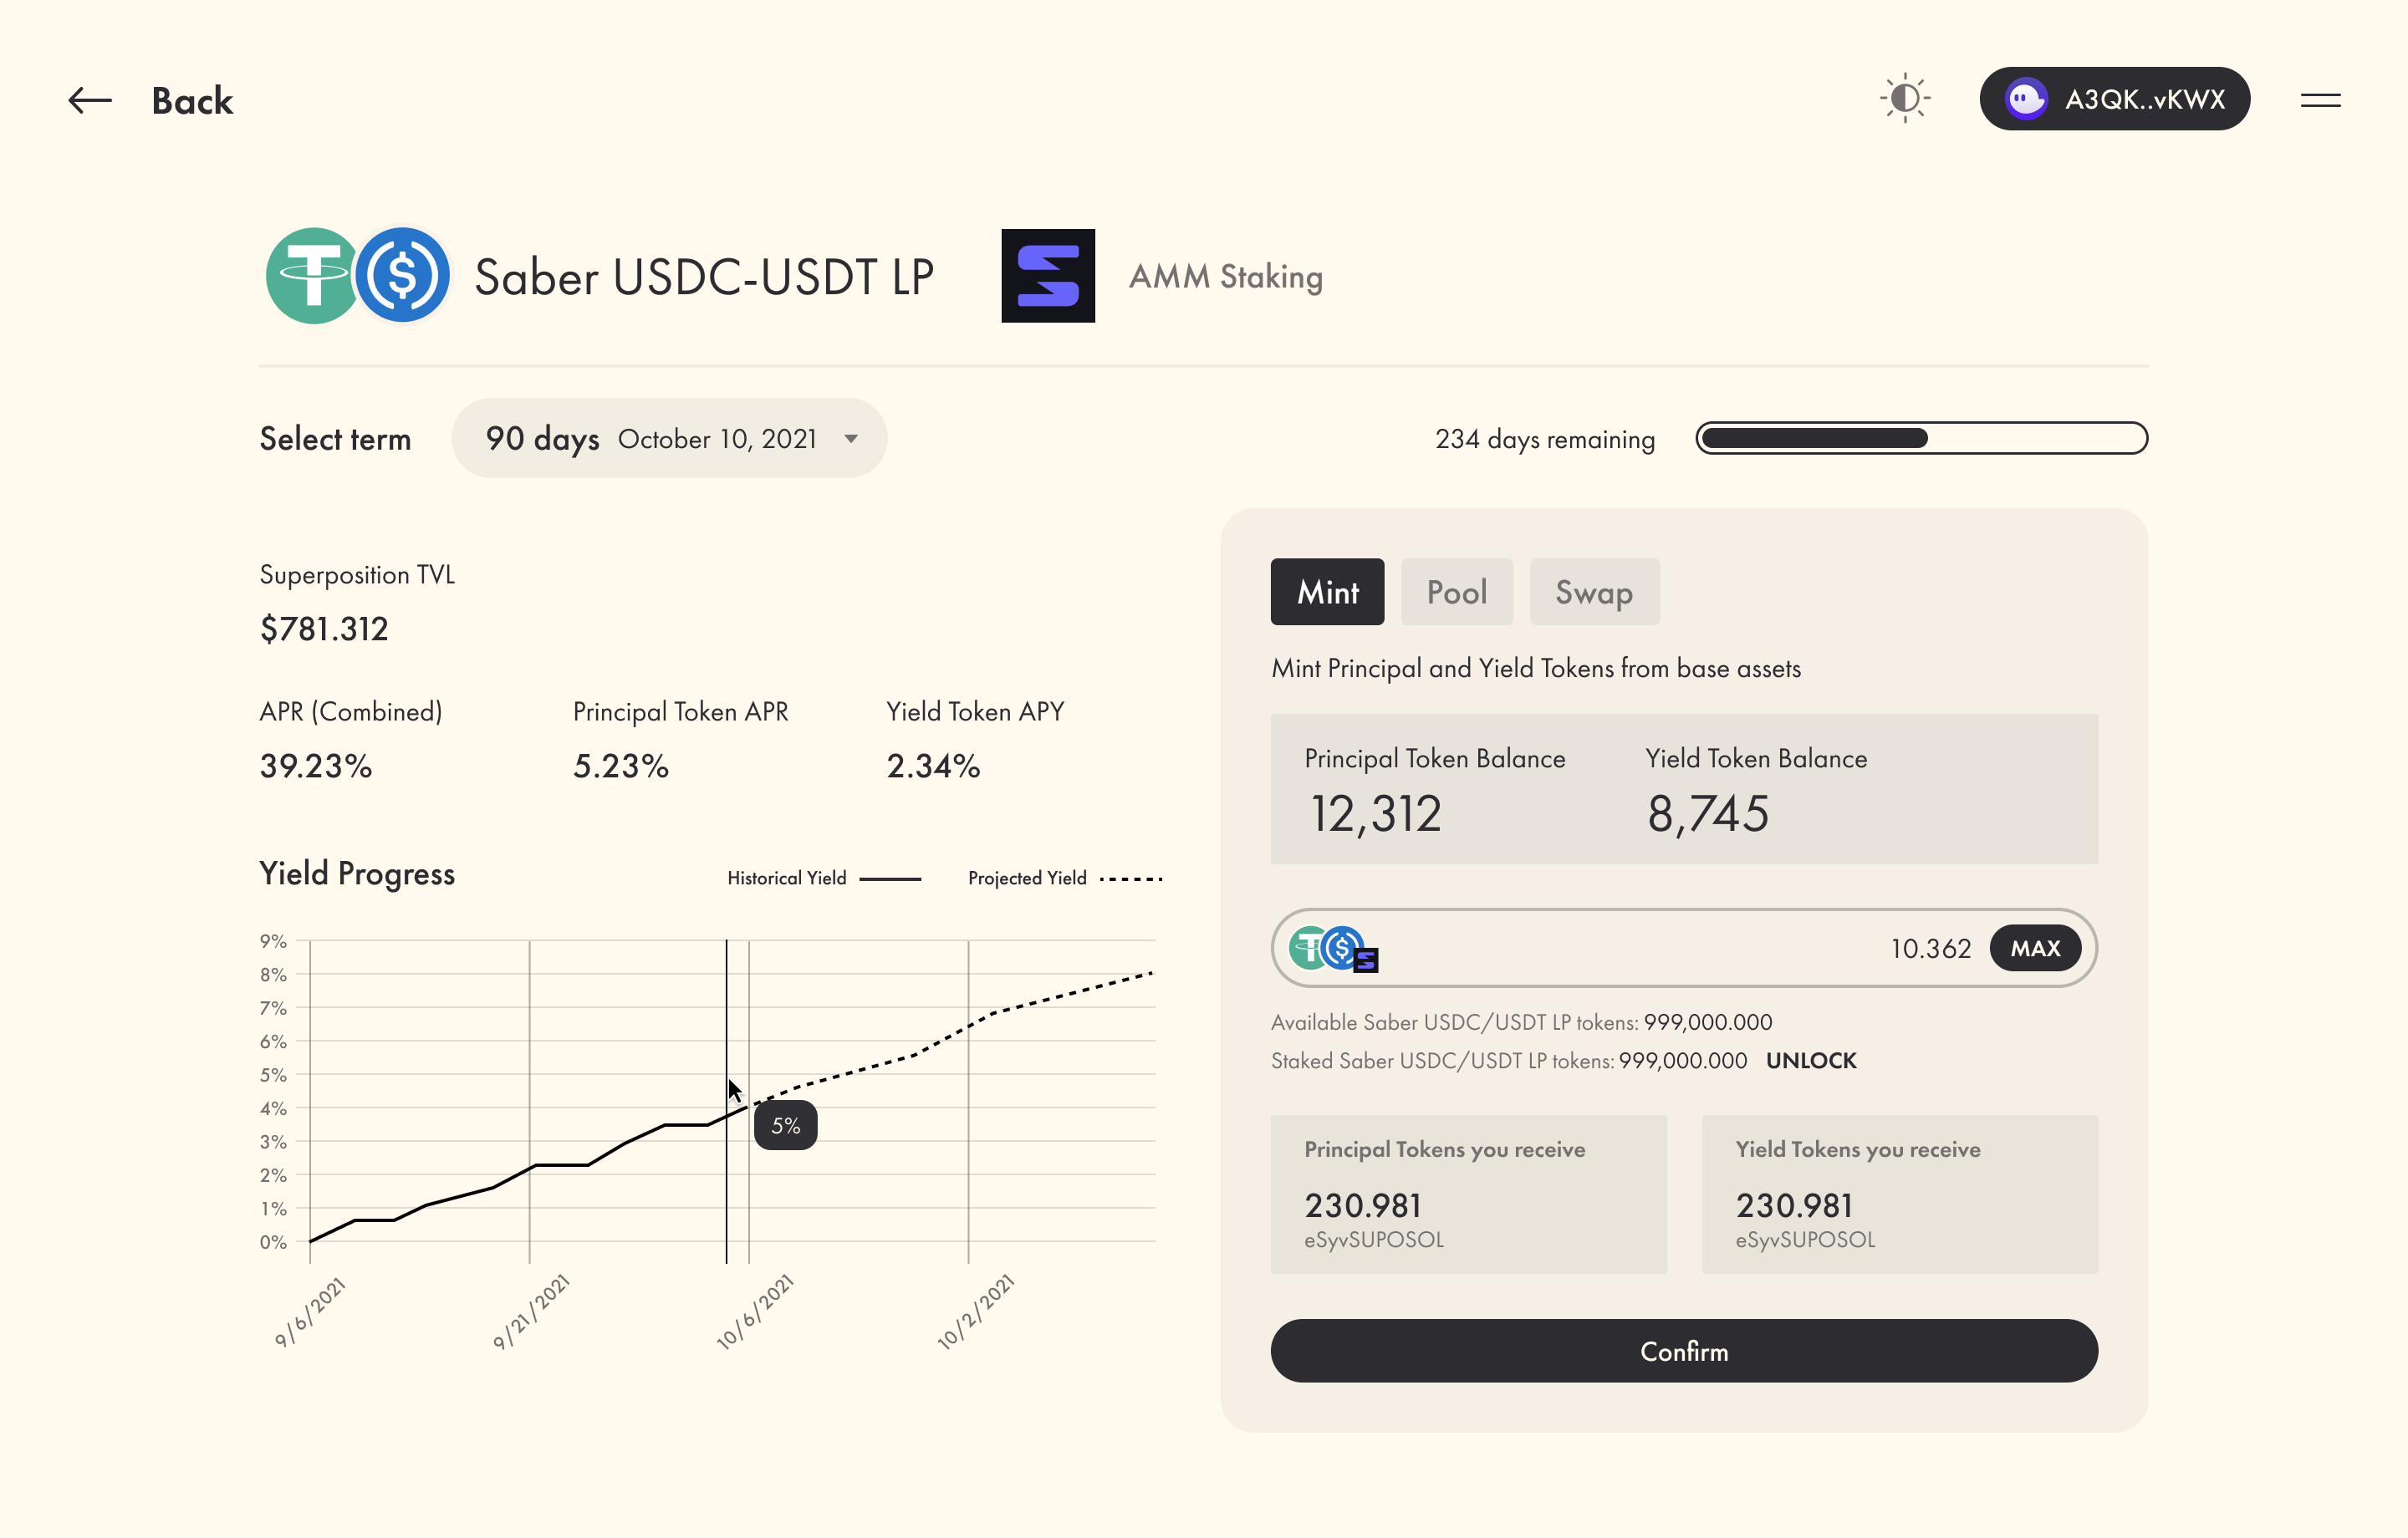 Back
A3QK..vKWX
Saber USDC-USDT LP
AMM Staking
Select term
90 days October 10, 2021
234 days remaining
Superposition TVL
$781.312
APR (Combined)
39.23%
Principal Token APR
5.23%
Yield Token APY
2.34%
Yield Progress
Historical Yield
Projected Yield
9%
8%
7%
6%
5%
4%
3%
2%
1%
0%
5%
9/6/2021
9/21/2021
10/6/2021
10/2/2021
Mint
Pool
Swap
Mint Principal and Yield Tokens from base assets
Principal Token Balance
12,312
Yield Token Balance
8,745
10.362
MAX
Available Saber USDC/USDT LP tokens: 999,000.000
Staked Saber USDC/USDT LP tokens: 999,000.000 UNLOCK
Principal Tokens you receive
230.981
eSyvSUPOSOL
Yield Tokens you receive
230.981
eSyvSUPOSOL
Confirm